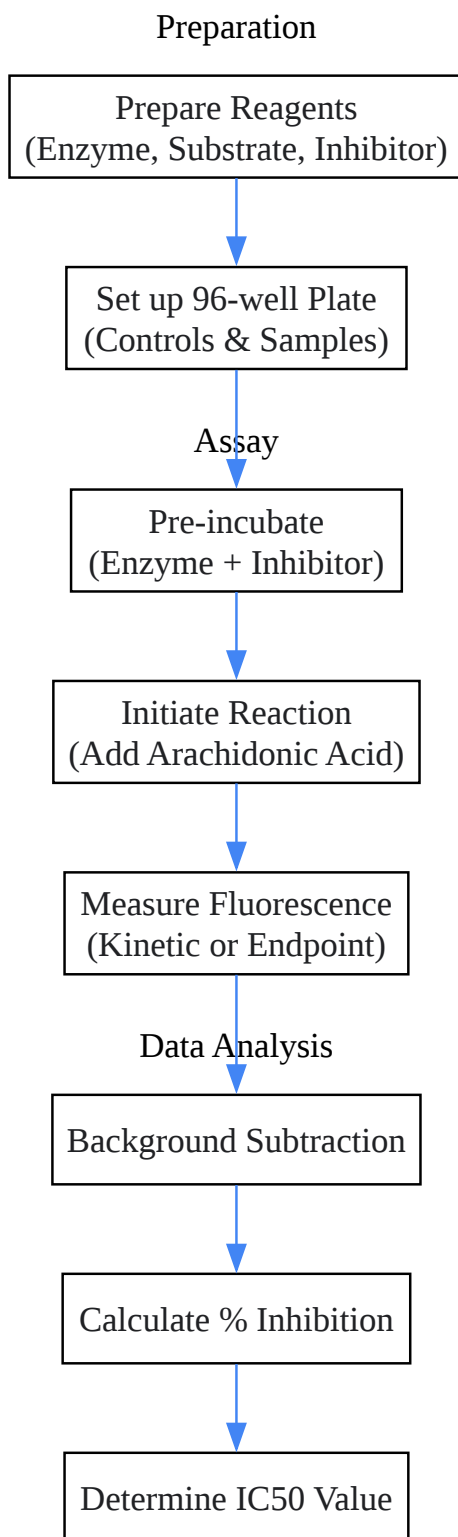 Preparation
Prepare Reagents
(Enzyme, Substrate, Inhibitor)
Set up 96-well Plate
(Controls & Samples)
Assay
Pre-incubate
(Enzyme + Inhibitor)
Initiate Reaction
(Add Arachidonic Acid)
Measure Fluorescence
(Kinetic or Endpoint)
Data Analysis
Background Subtraction
Calculate % Inhibition
Determine IC50 Value